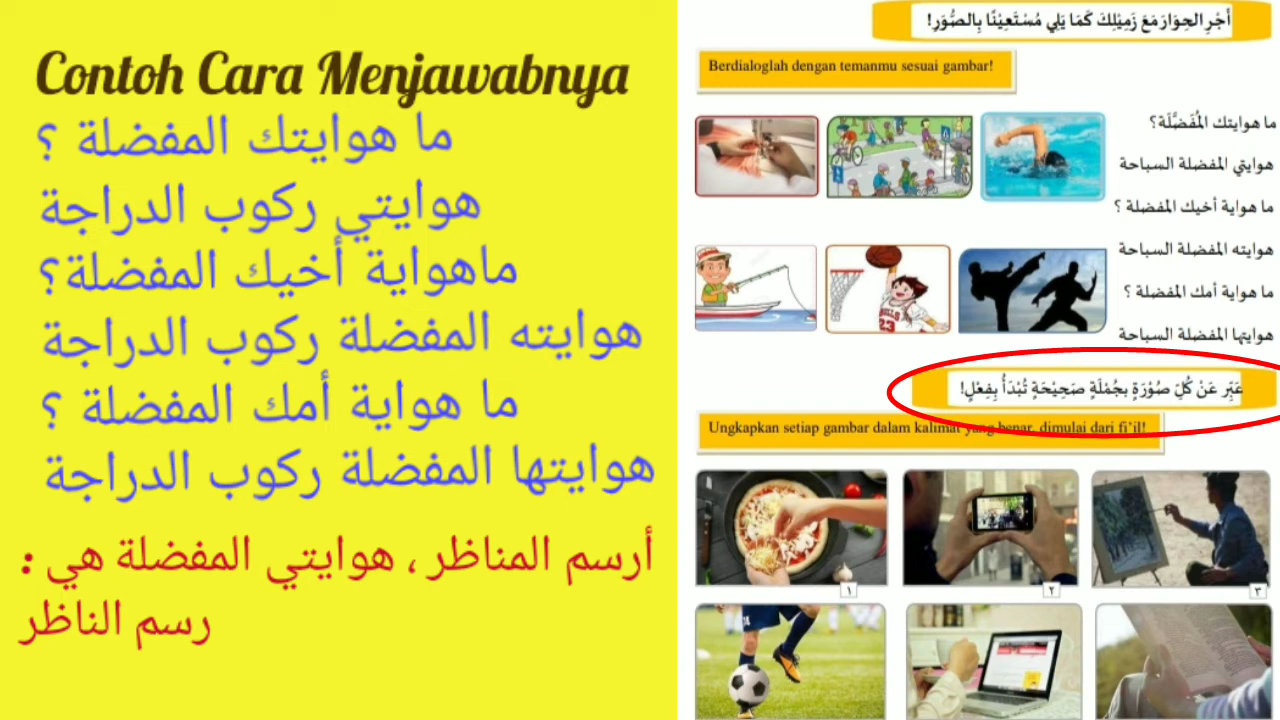 Contoh Cara Menjawabnya
ما هوايتك المفضلة ؟
هوايتي ركوب الدراجة
ماهواية أخيك المفضلة؟
هوايته المفضلة ركوب الدراجة
ما هواية أمك المفضلة ؟
هوايتها المفضلة ركوب الدراجة
أرسم المناظر ، هوايتي المفضلة هي :
رسم الناظر
أَجْرِ الحِوَارَ مَعَ زَمِيْلِكَ كَمَا يَلِي مُسْتَعِيْنًا بِالصُّوَرِ!
Berdialoglah dengan temanmu sesuai gambar!
ما هوايتك المُفَضَّلَة؟
هوايتي المفضلة السباحة
ما هواية أخيك المفضلة ؟
هوايته المفضلة السباحة
ما هواية أمك المفضلة ؟
هوايتها المفضلة السباحة
BULLS
23
عَبِّر عَنْ كُلِّ صُوْرَةٍ بجُمْلَةٍ صَحِيْحَةٍ تُبْدَأُ بِفِعْلٍ!
Ungkapkan setiap gambar dalam kalimat yang benar, dimulai dari fi'il!
١
٢
٣